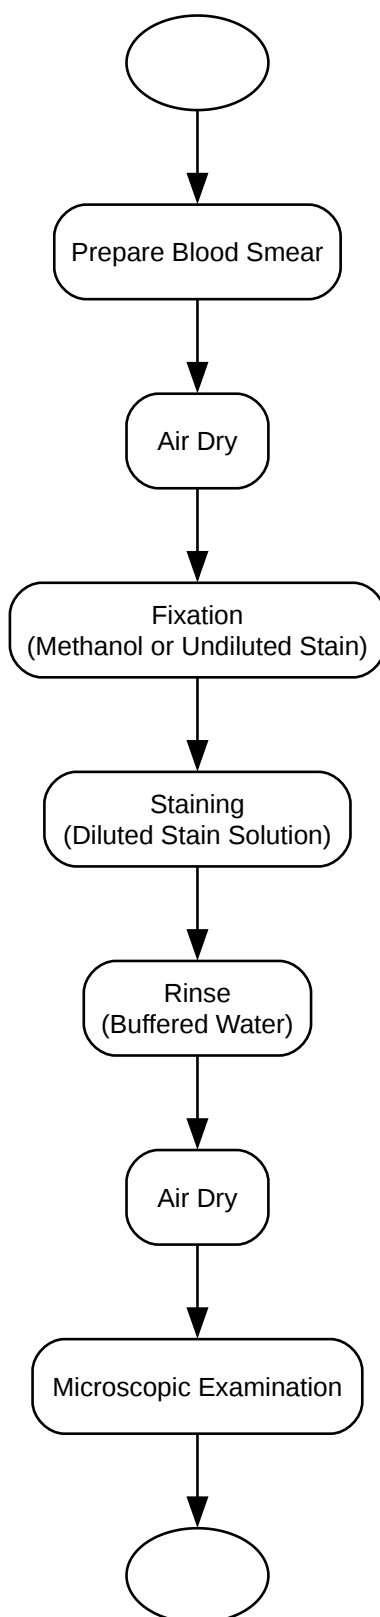 Prepare Blood Smear
Air Dry
Fixation
(Methanol or Undiluted Stain)
Staining
(Diluted Stain Solution)
Rinse
(Buffered Water)
Air Dry
Microscopic Examination